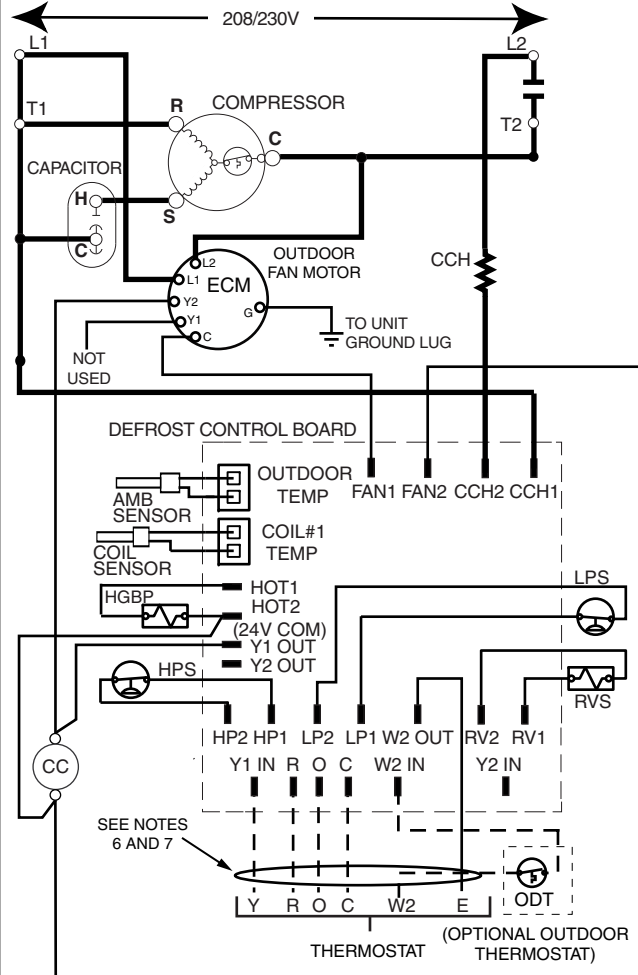 208/230V
L1
L2
T1
R
COMPRESSOR
C
T2
CAPACITOR
H
S
C
L2
OUTDOOR
FAN MOTOR
CCH
L1
ECM
Y2
G
Y1
C
TO UNIT
GROUND LUG
NOT
USED
DEFROST CONTROL BOARD
OUTDOOR
TEMP
FAN1 FAN2 CCH2 CCH1
AMB
SENSOR
COIL#1
TEMP
COIL
SENSOR
HOT1
HGBP
HOT2
(24V COM)
LPS
Y1 OUT
Y2 OUT
HPS
RVS
HP2 HP1 LP2 LP1 W2 OUT RV2 RV1
Y1 IN R O C W2 IN Y2 IN
CC
SEE NOTES
6 AND 7
ODT
Y R O C W2 E
(OPTIONAL OUTDOOR
THERMOSTAT)
THERMOSTAT